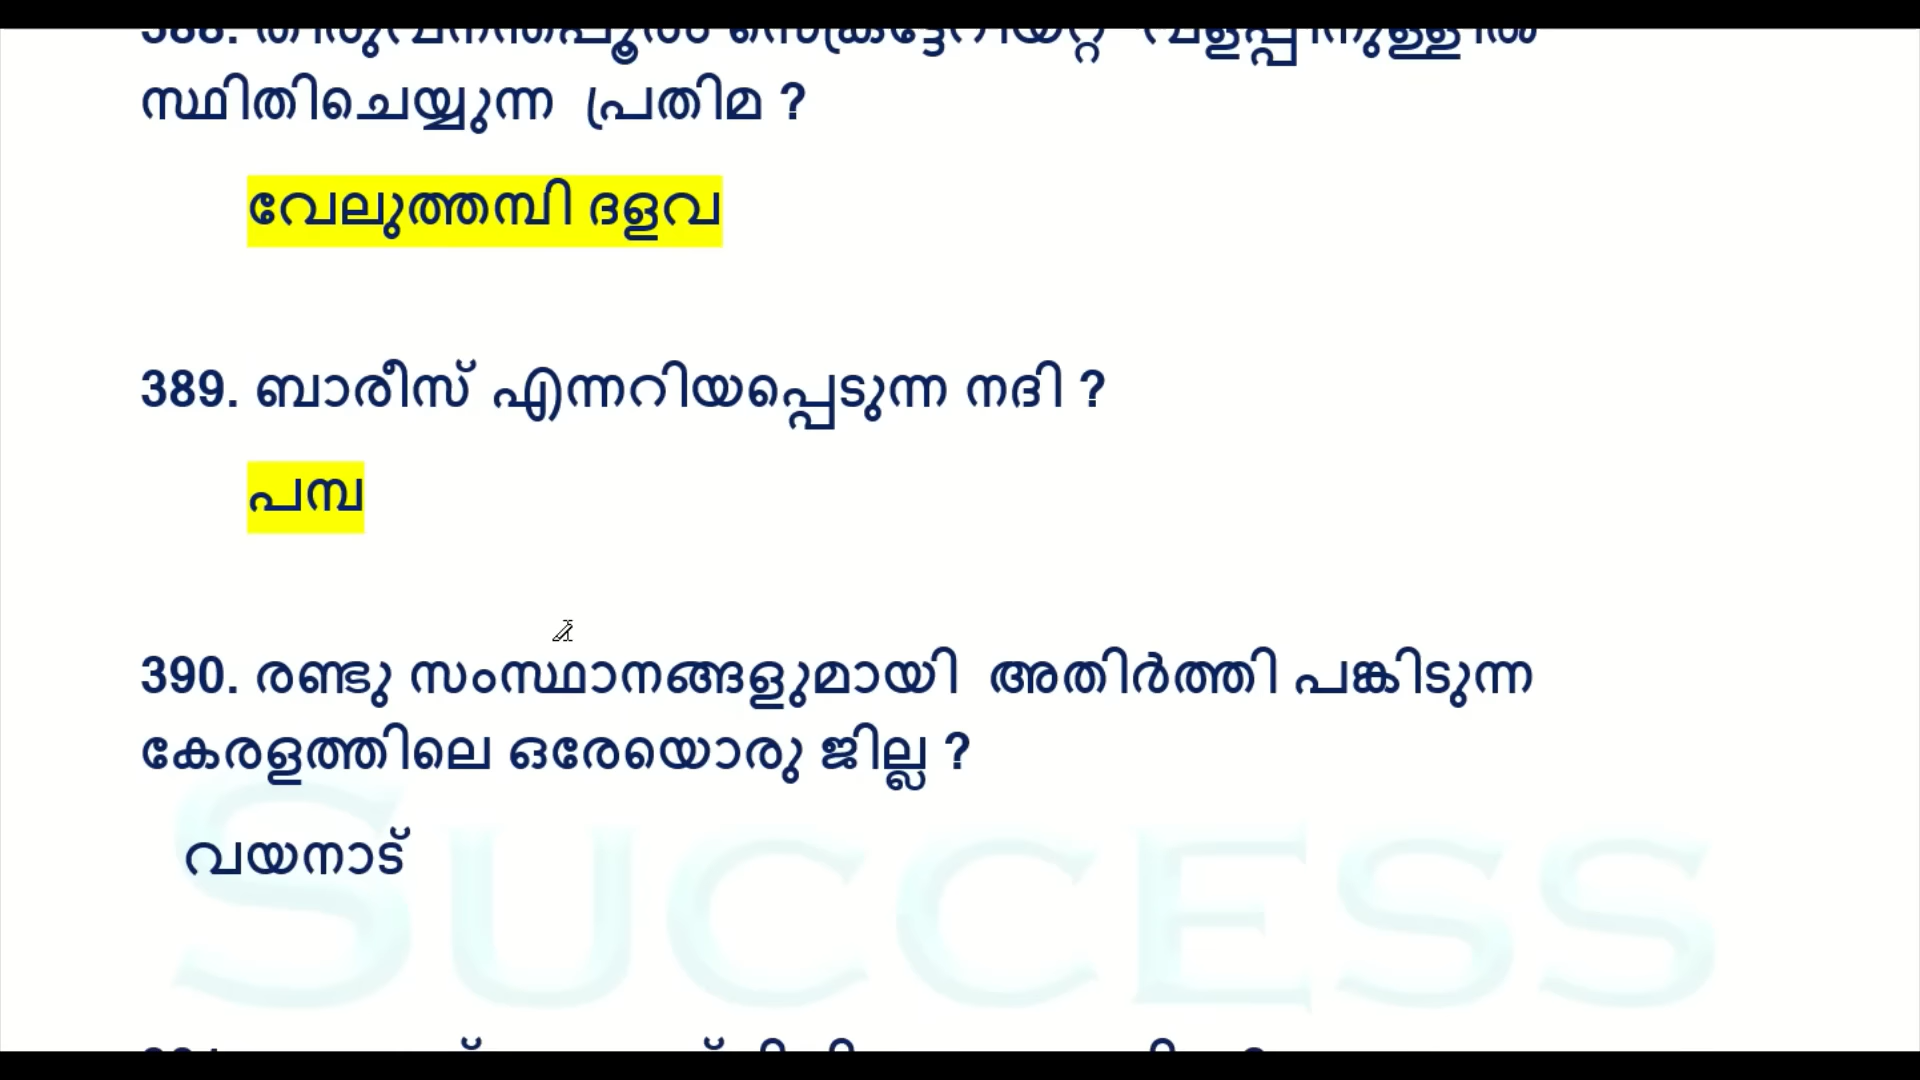 സ്ഥിതിചെയ്യുന്ന പ്രതിമ ?
വേലുത്തമ്പി ദളവ
389. ബാരീസ് എന്നറിയപ്പെടുന്ന നദി ?
പമ്പ
390. രണ്ടു സംസ്ഥാനങ്ങളുമായി അതിർത്തി പങ്കിടുന്ന
കേരളത്തിലെ ഒരേയൊരു ജില്ല ?
വയനാട്
SUCCESS